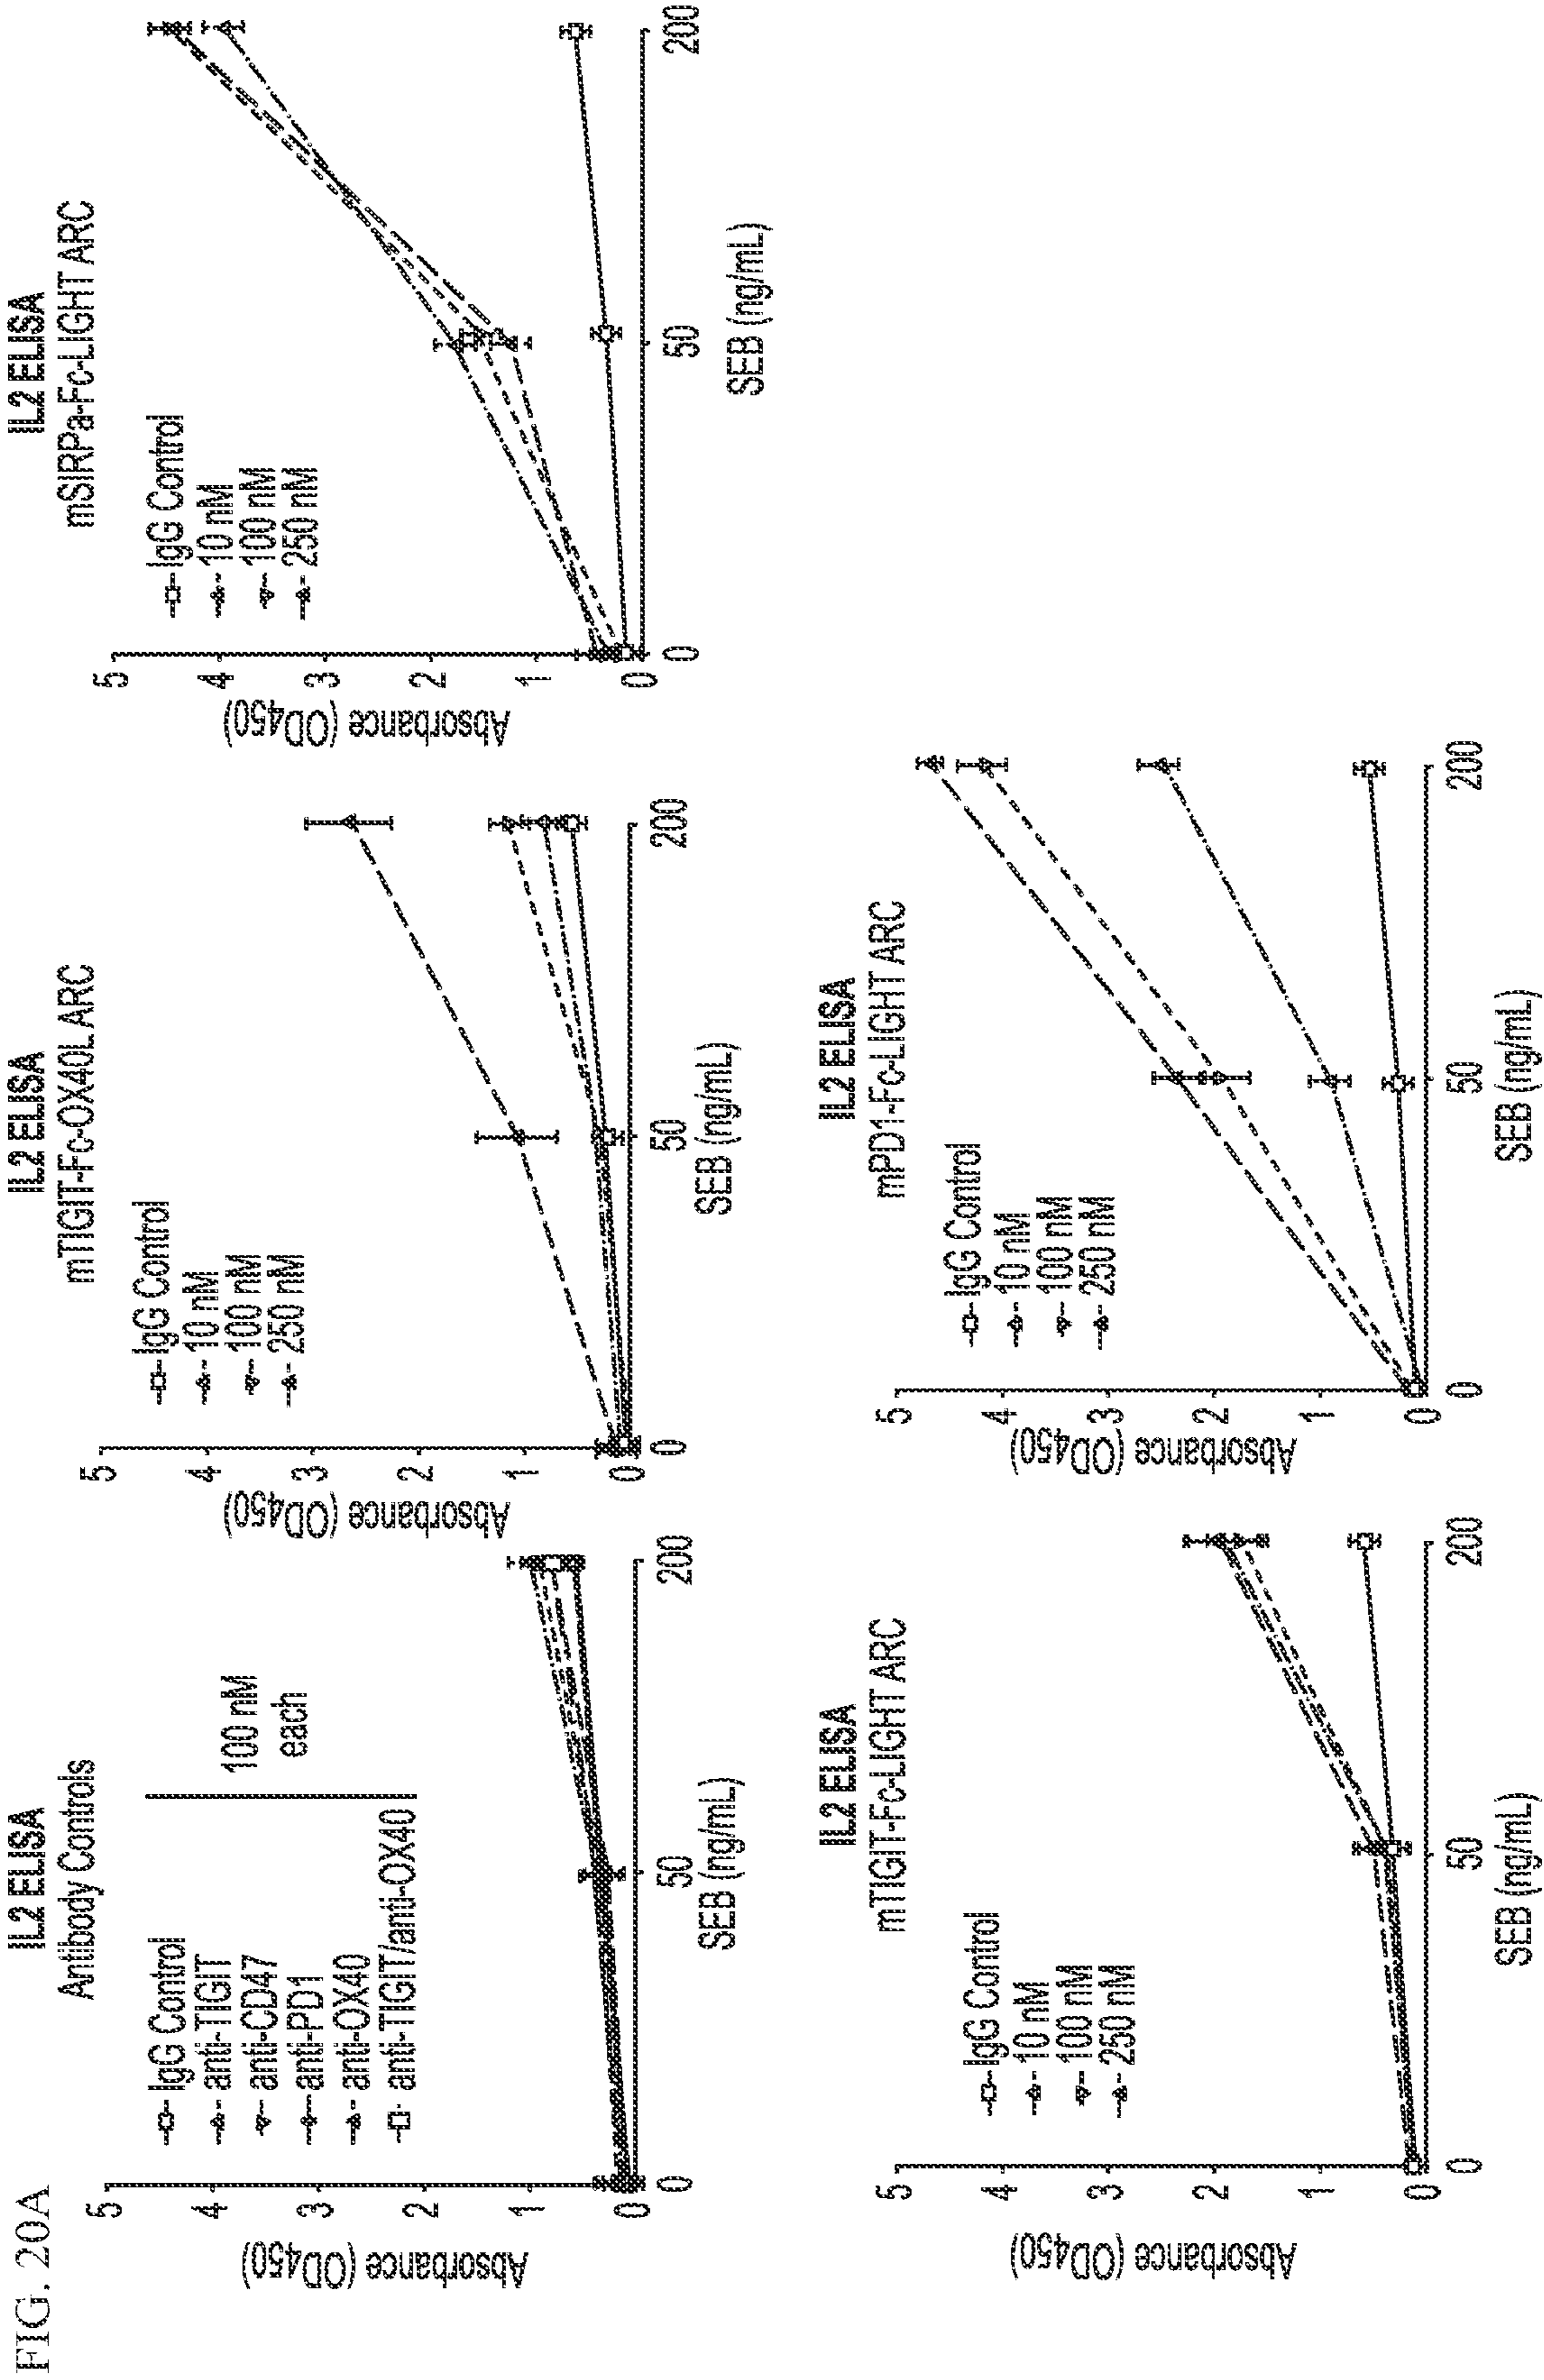 FIG. 20A
IL2 ELISA
Antibody Controls
IgG Control
anti-TIGIT
anti-CD47
anti-PD1
anti-OX40
anti-TIGIT/anti-OX40
100 nM
each
Absorbance (OD450)
5
4
3
2
1
0
0
50
200
SEB (ng/mL)
IL2 ELISA
mTIGIT-Fc-OX40L ARC
IgG Control
10 nM
100 nM
250 nM
Absorbance (OD450)
5
4
3
2
1
0
0
50
200
SEB (ng/mL)
IL2 ELISA
mSIRPa-Fc-LIGHT ARC
IgG Control
10 nM
100 nM
250 nM
Absorbance (OD450)
5
4
3
2
1
0
0
50
200
SEB (ng/mL)
IL2 ELISA
mTIGIT-Fc-LIGHT ARC
IgG Control
10 nM
100 nM
250 nM
Absorbance (OD450)
5
4
3
2
1
0
0
50
200
SEB (ng/mL)
IL2 ELISA
mPD1-Fc-LIGHT ARC
IgG Control
10 nM
100 nM
250 nM
Absorbance (OD450)
5
4
3
2
1
0
0
50
200
SEB (ng/mL)